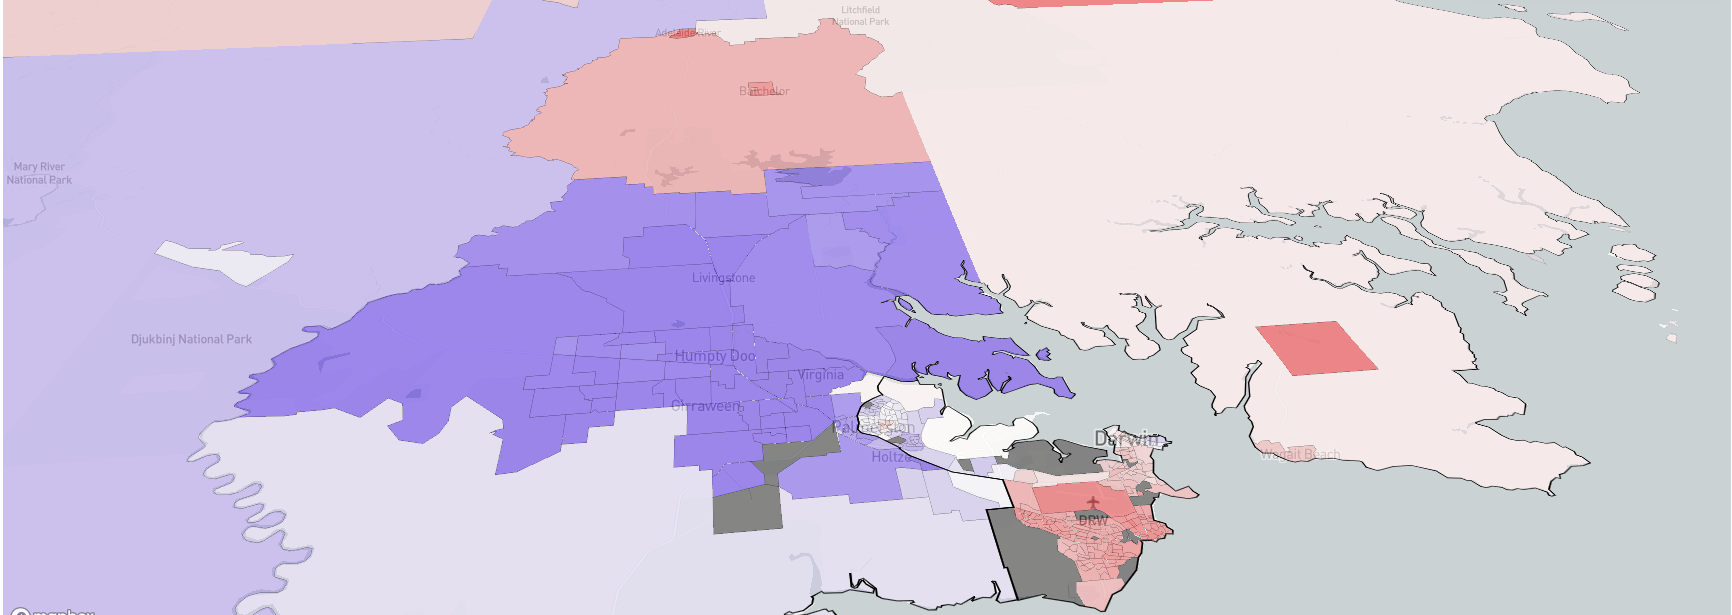 Litchfield
National Park
Adelaide River
Batchelor
Mary River
National Park
Livingstone
Djukbinj National Park
Humpty Doo
Virginia
Girraween
Palmerston
Darwin
Holtze
Wagait Beach
DRW
mapbox